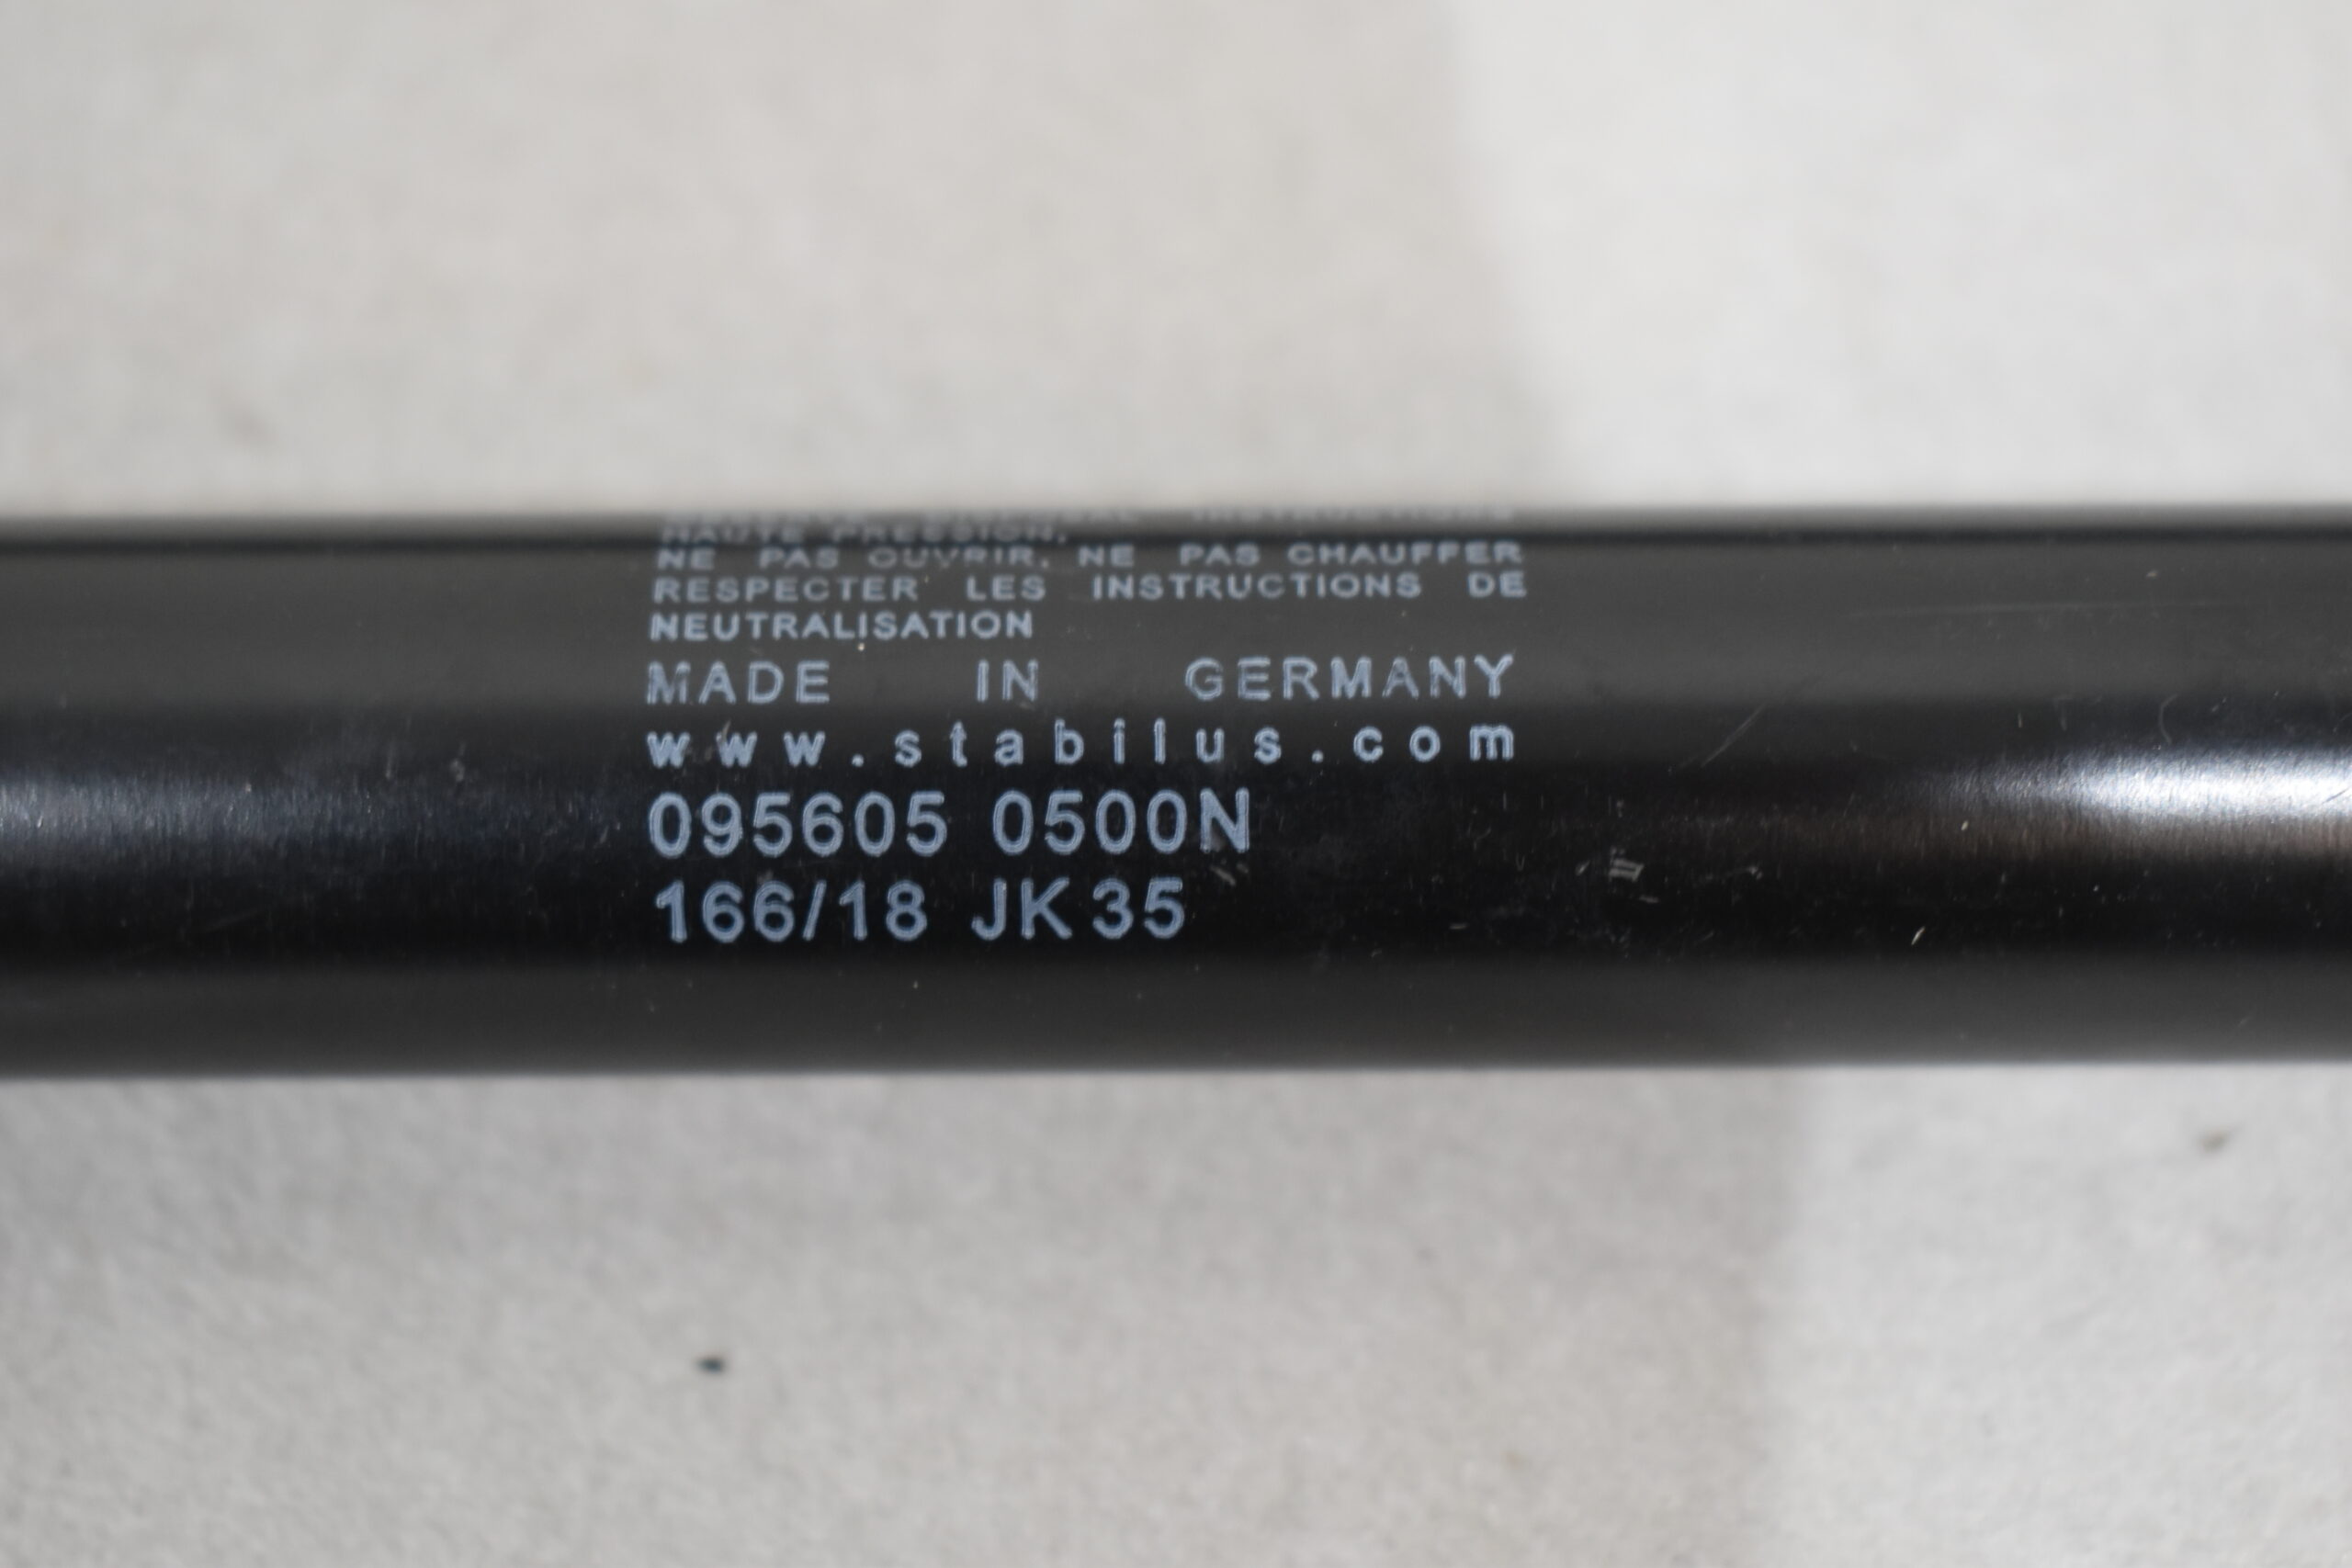 INSTRUCTIONS
HAUTE PRESSION,
NE PAS OUVRIR, NE PAS CHAUFFER
RESPECTER LES INSTRUCTIONS DE
NEUTRALISATION
MADE IN GERMANY
www.stabilus.com
095605 0500N
166/18 JK35